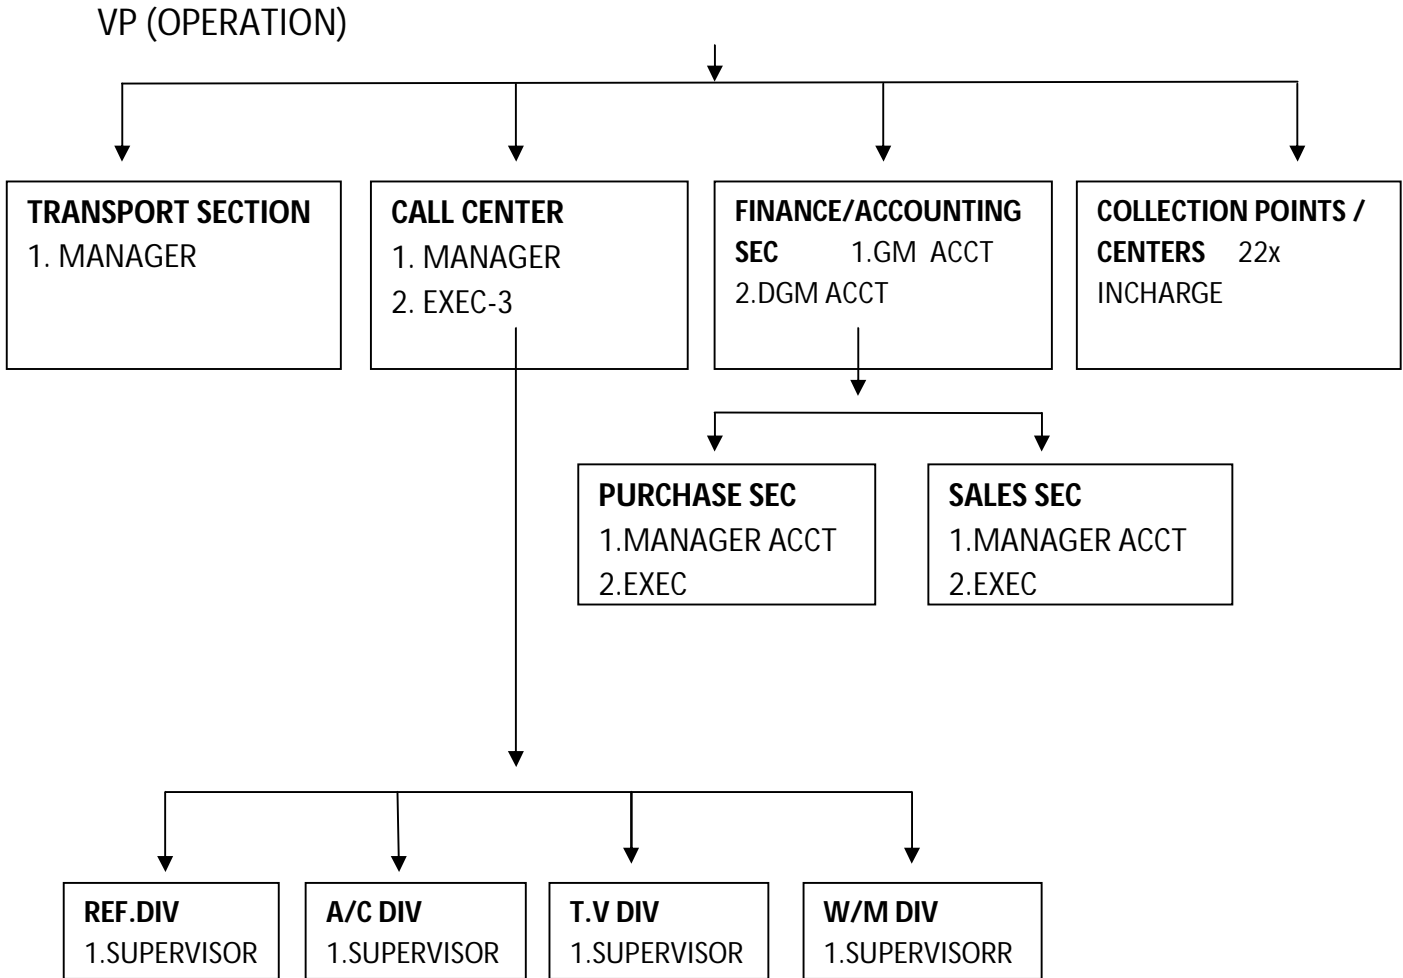 VP (OPERATION)
TRANSPORT SECTION
1. MANAGER
CALL CENTER
1. MANAGER
2. EXEC-3
FINANCE/ACCOUNTING
SEC 1.GM ACCT
2.DGM ACCT
COLLECTION POINTS /
CENTERS 22x
INCHARGE
PURCHASE SEC
1.MANAGER ACCT
2.EXEC
SALES SEC
1.MANAGER ACCT
2.EXEC
REF.DIV
1.SUPERVISOR
A/C DIV
1.SUPERVISOR
T.V DIV
1.SUPERVISOR
W/M DIV
1.SUPERVISORR